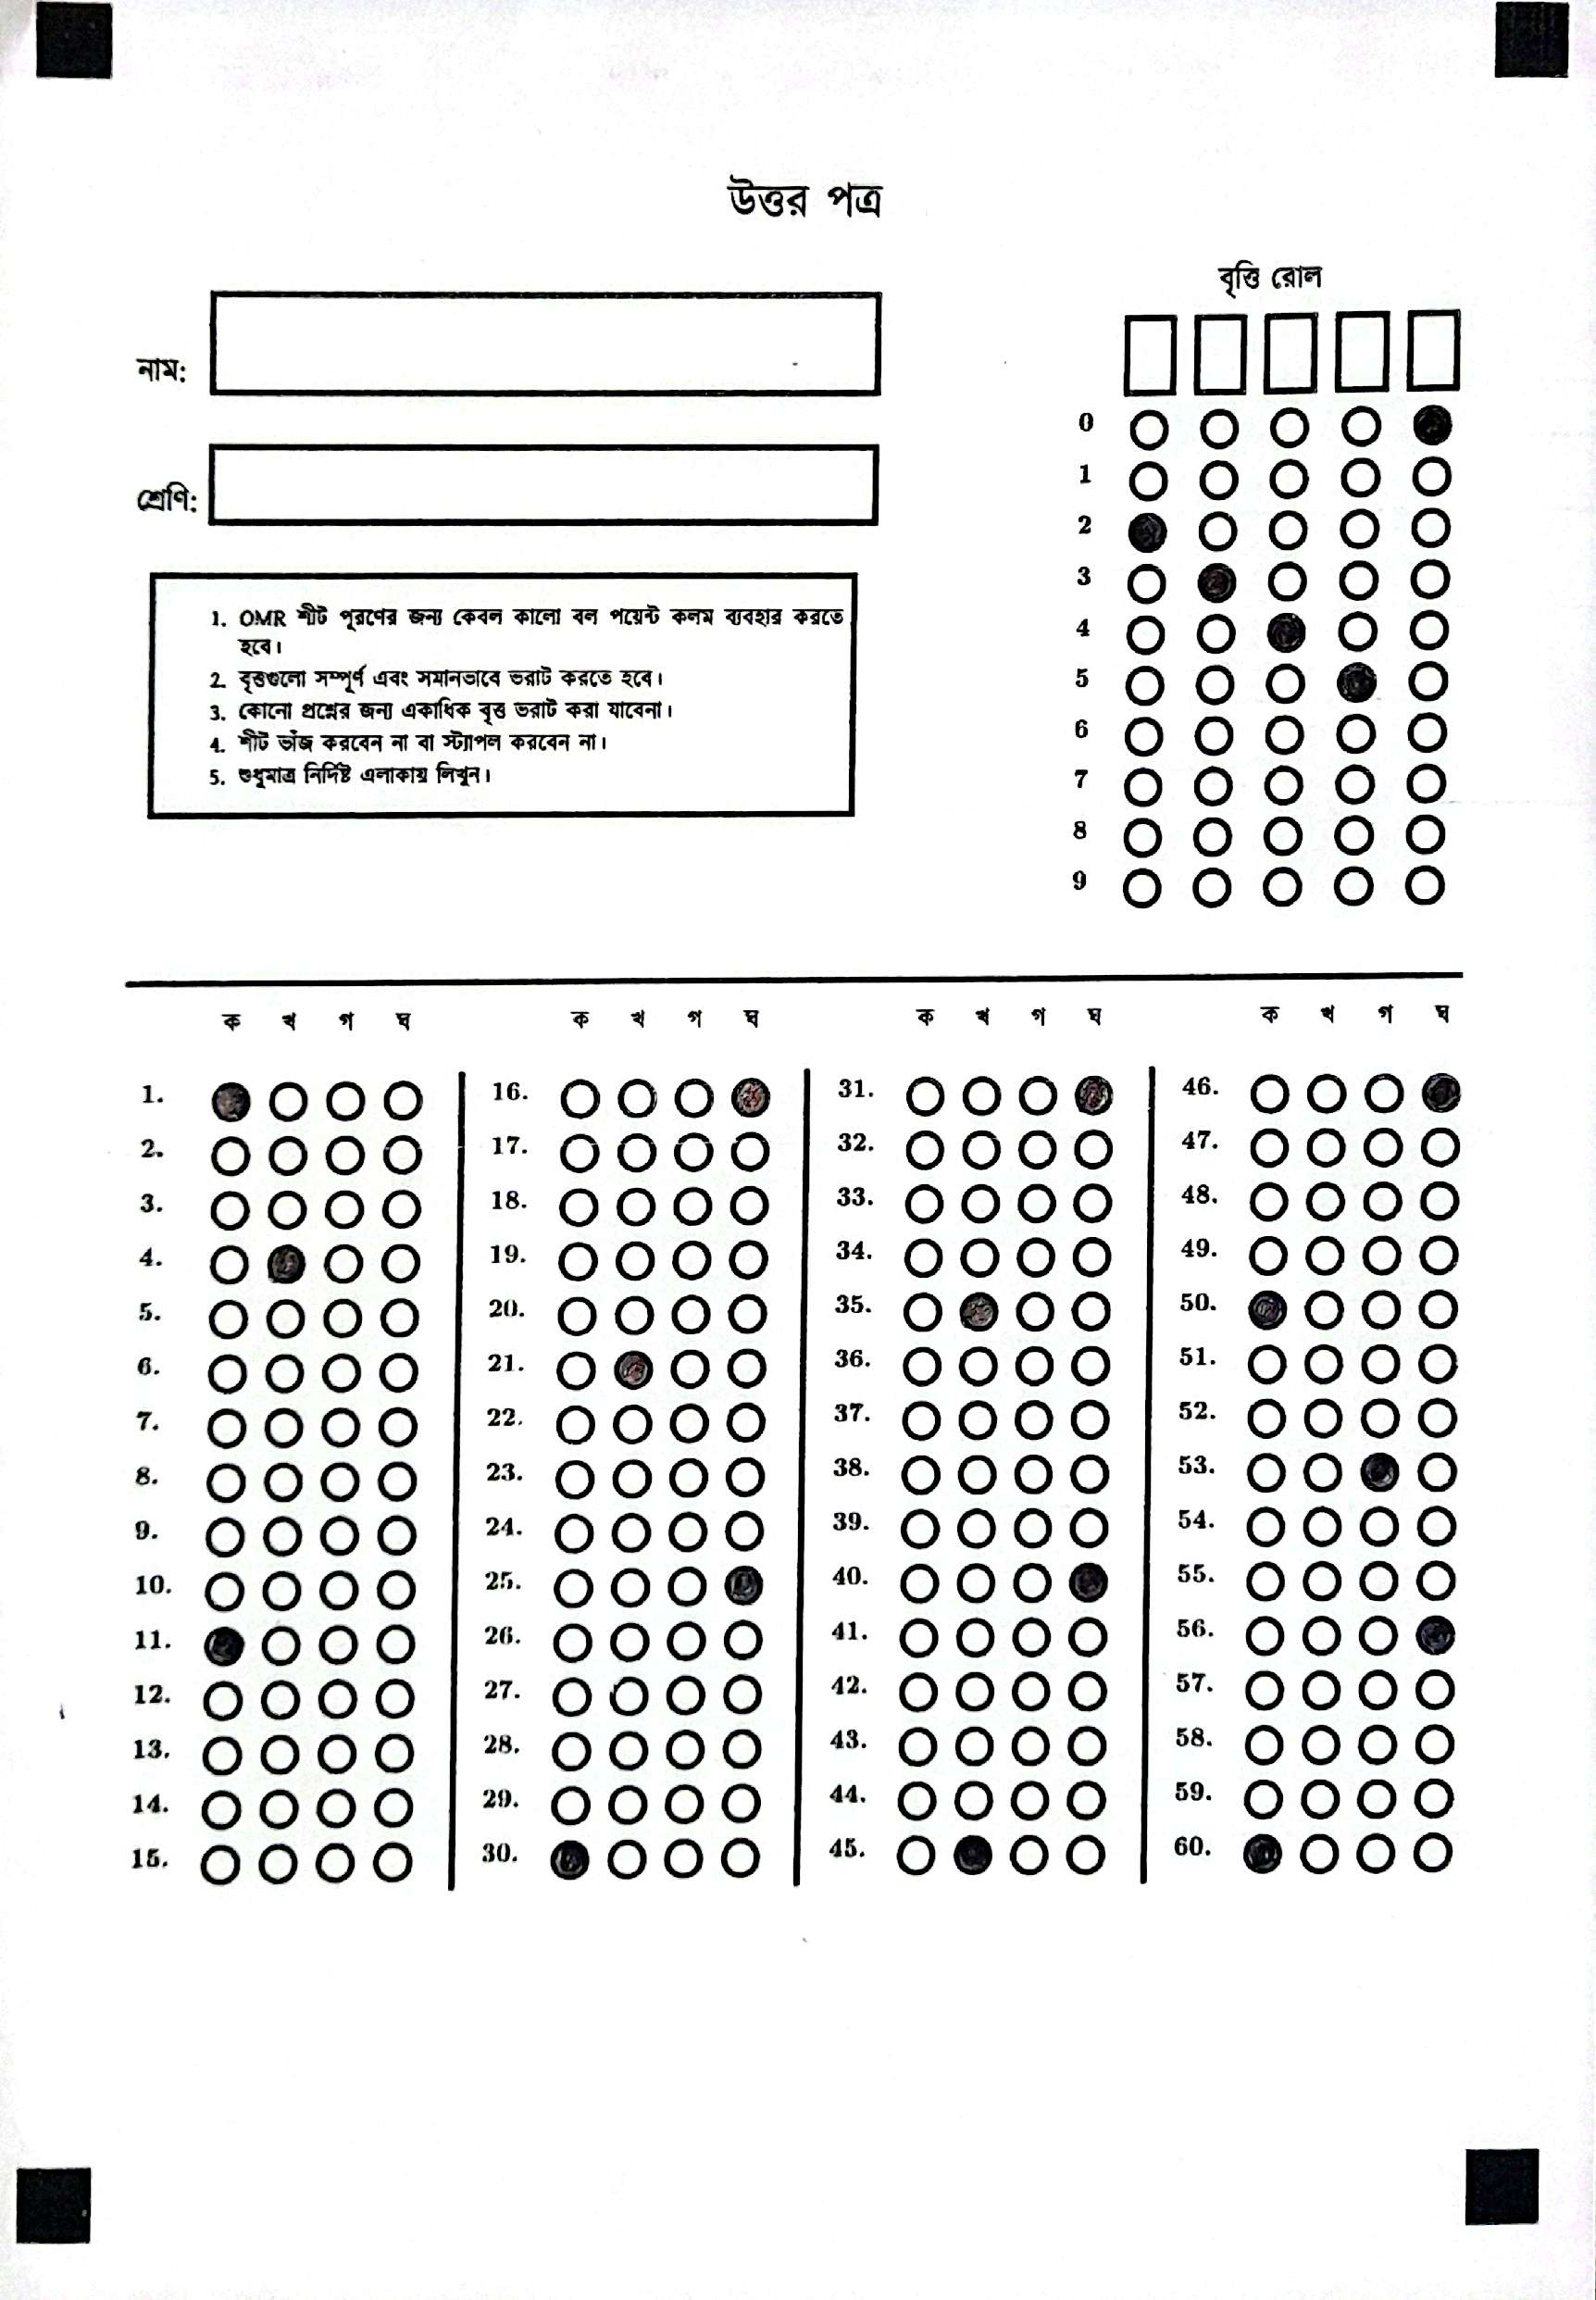 উত্তর পত্র
বৃত্তি রোল
নাম:
শ্রেণি:
1. OMR শীট পূরণের জন্য কেবল কালো বল পয়েন্ট কলম ব্যবহার করতে
হবে।
2. বৃত্তগুলো সম্পূর্ণ এবং সমানভাবে ভরাট করতে হবে।
3. কোনো প্রশ্নের জন্য একাধিক বৃত্ত ভরাট করা যাবেনা।
4. শীট ভাঁজ করবেন না বা স্ট্যাপল করবেন না।
5. শুধুমাত্র নির্দিষ্ট এলাকায় লিখুন।
0
1
2
3
4
5
6
7
8
9
ক খ গ ঘ ক খ গ ঘ ক খ গ ঘ ক খ গ ঘ
1. 16. 31. 46.
2. 17. 32. 47.
3. 18. 33. 48.
4. 19. 34. 49.
5. 20. 35. 50.
6. 21. 36. 51.
7. 22. 37. 52.
8. 23. 38. 53.
9. 24. 39. 54.
10. 25. 40. 55.
11. 26. 41. 56.
12. 27. 42. 57.
13. 28. 43. 58.
14. 29. 44. 59.
15. 30. 45. 60.